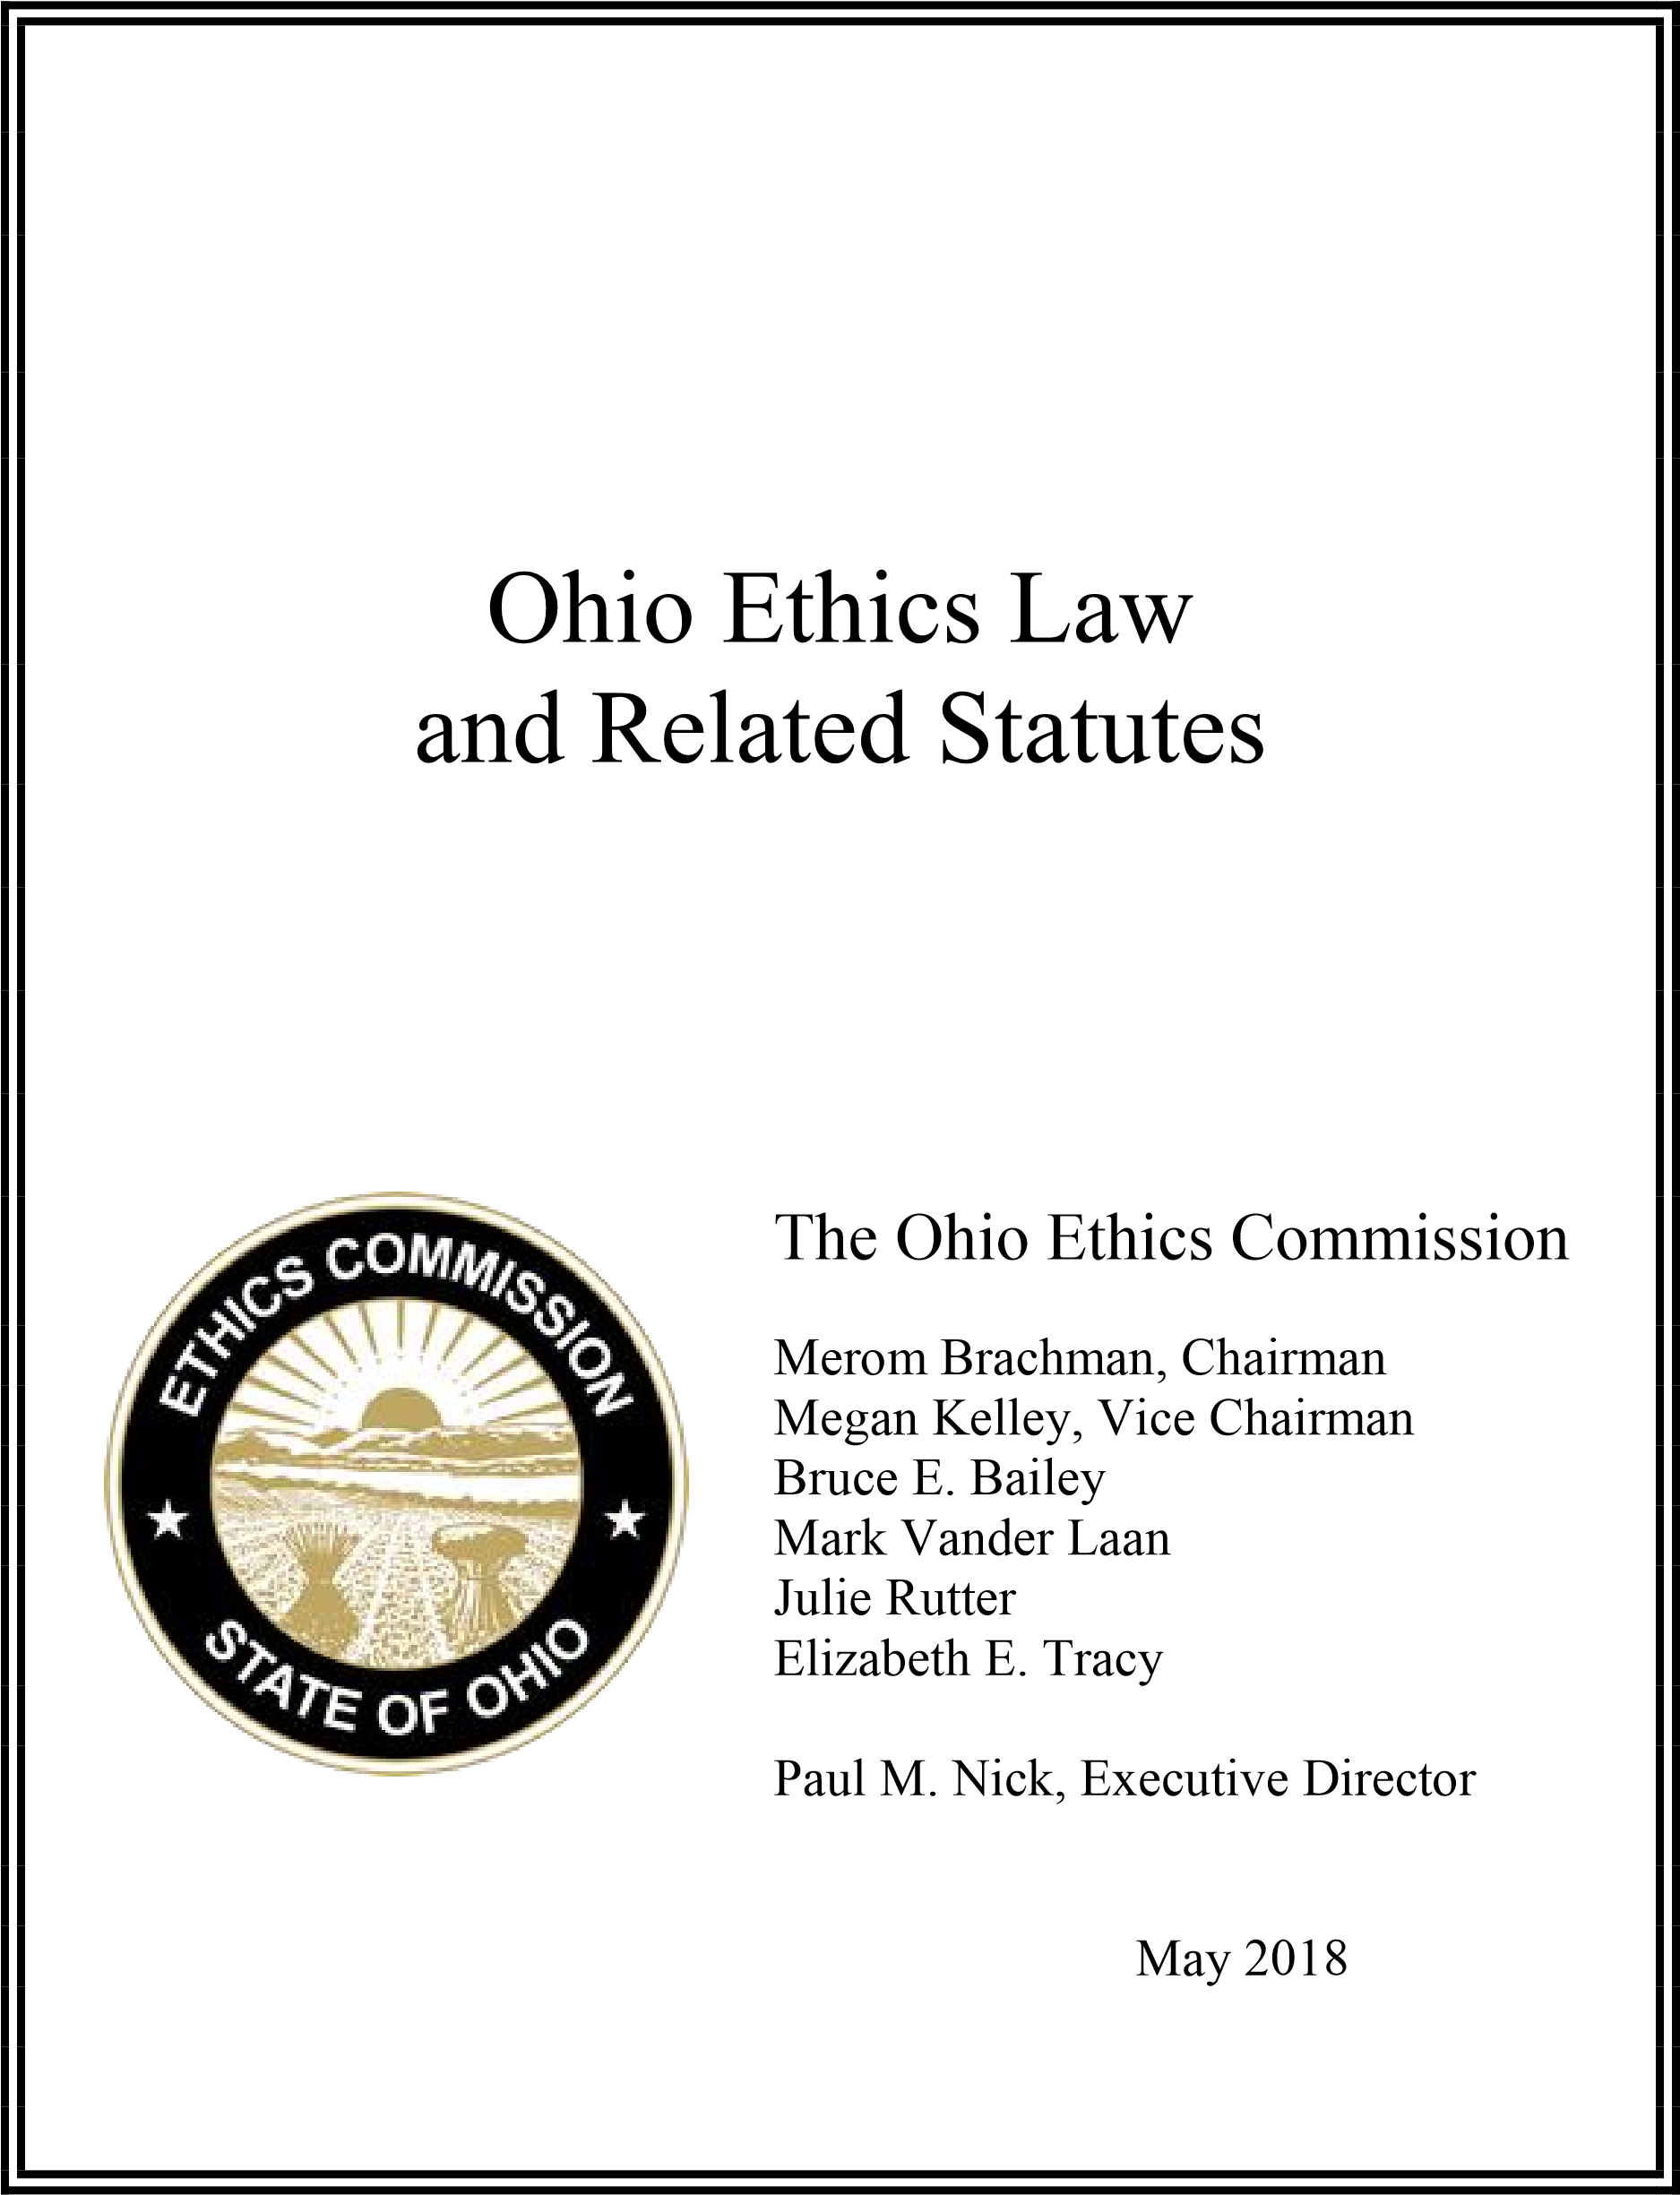 Ohio Ethics Law
and Related Statutes
ETHICS COMMISSION
STATE OF OHIO
The Ohio Ethics Commission
Merom Brachman, Chairman
Megan Kelley, Vice Chairman
Bruce E. Bailey
Mark Vander Laan
Julie Rutter
Elizabeth E. Tracy
Paul M. Nick, Executive Director
May 2018